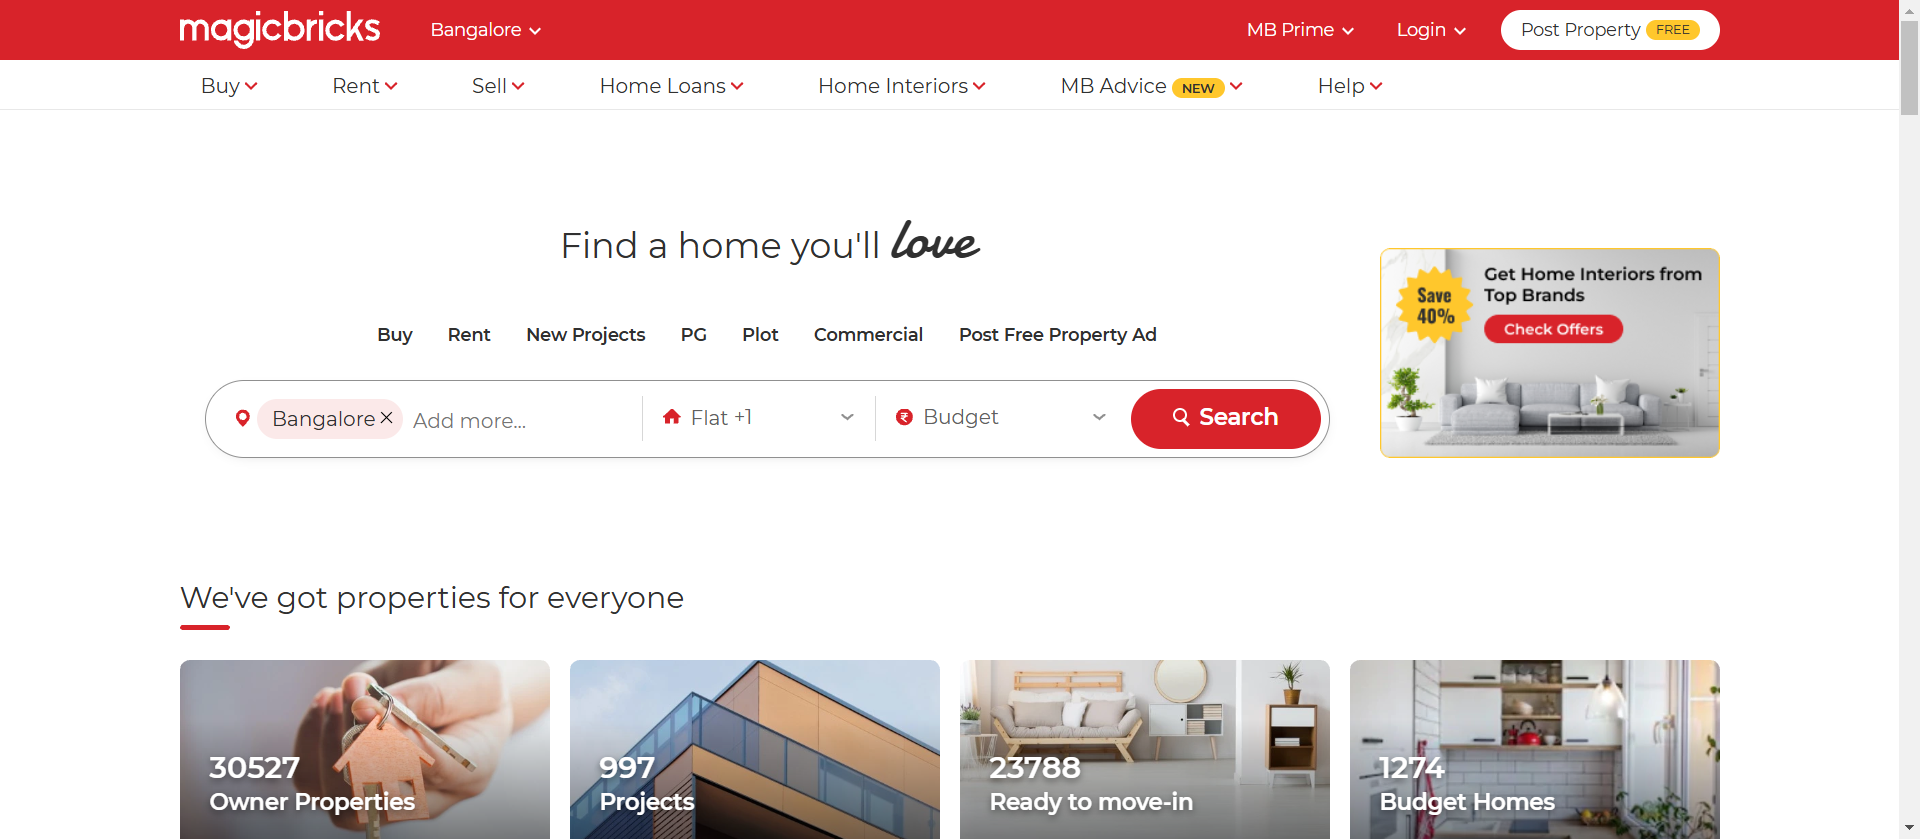 magicbricks
Bangalore
MB Prime
Login
Post Property FREE
Buy
Rent
Sell
Home Loans
Home Interiors
MB Advice NEW
Help
Find a home you'll love
Buy
Rent
New Projects
PG
Plot
Commercial
Post Free Property Ad
Bangalore
Add more...
Flat +1
Budget
Search
Save
40%
Get Home Interiors from
Top Brands
Check Offers
We've got properties for everyone
30527
Owner Properties
997
Projects
23788
Ready to move-in
1274
Budget Homes